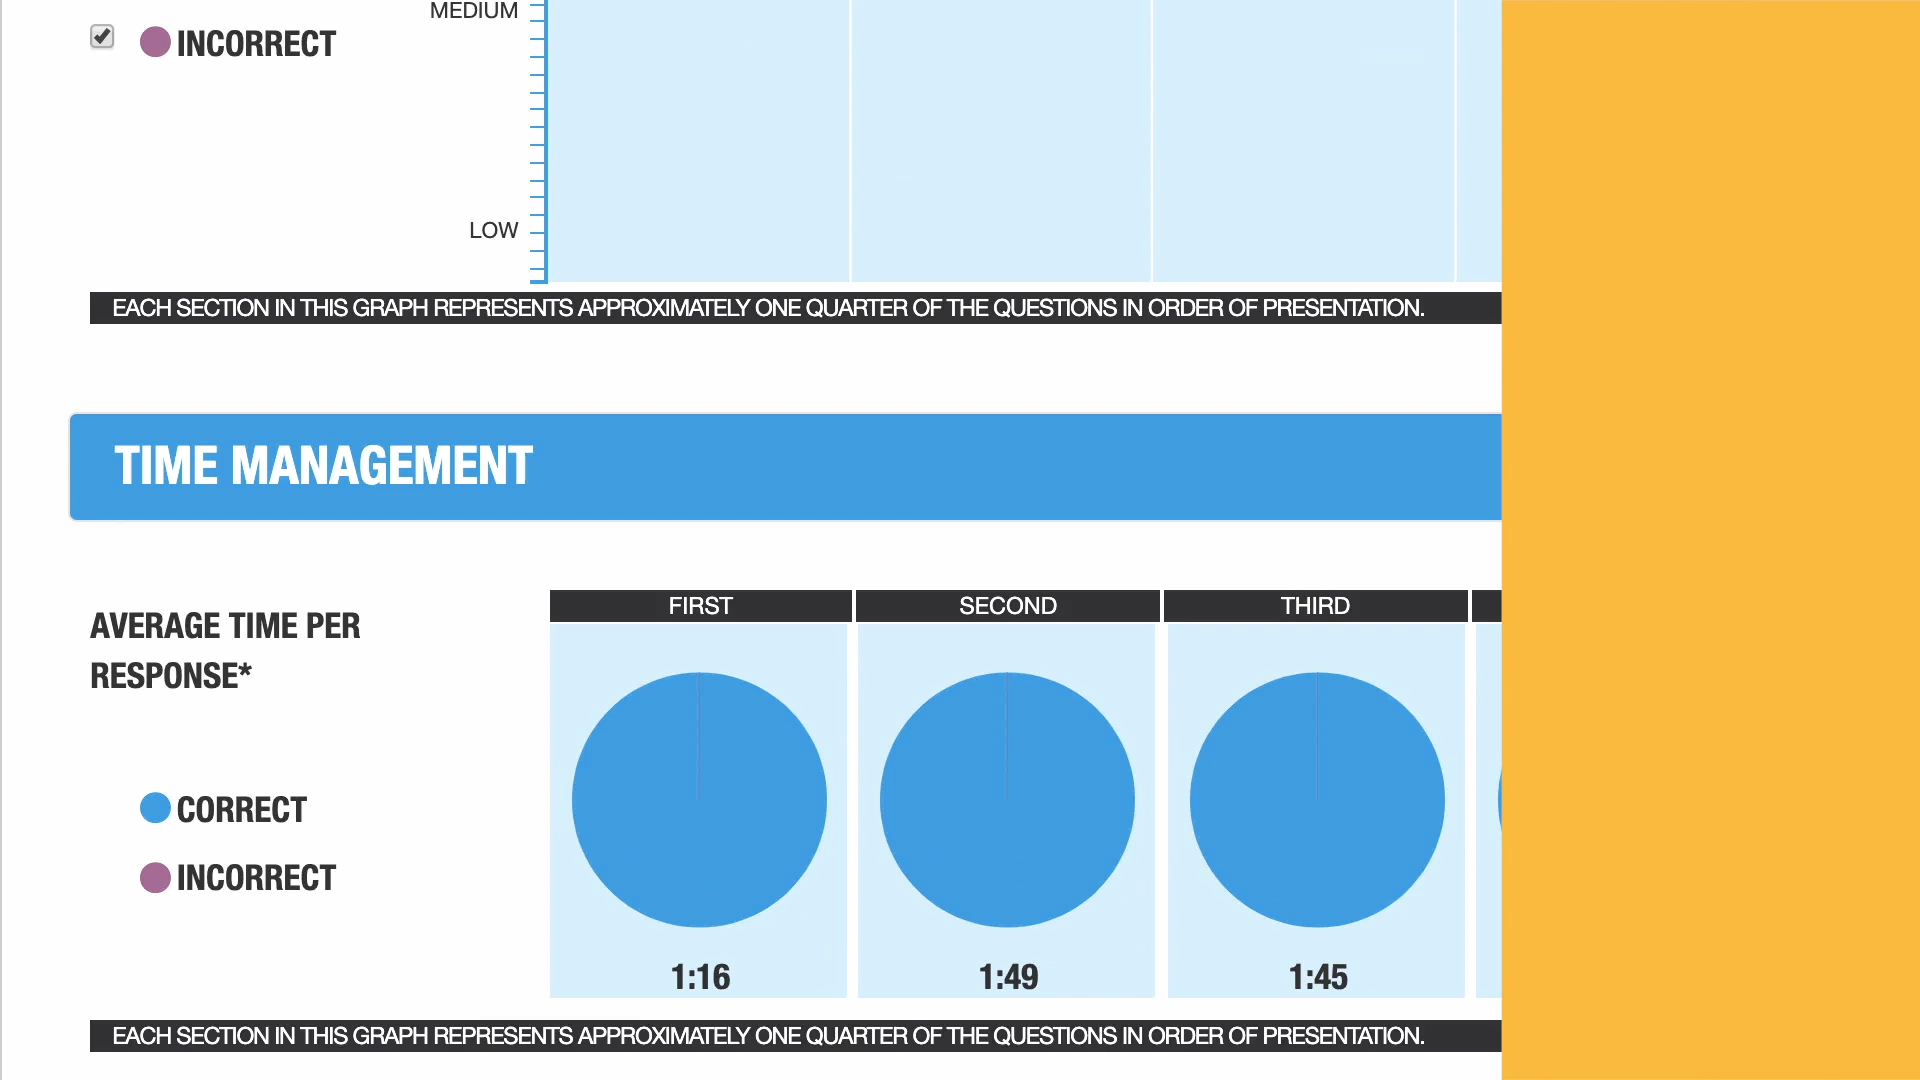 MEDIUM
INCORRECT
LOW
EACH SECTION IN THIS GRAPH REPRESENTS APPROXIMATELY ONE QUARTER OF THE QUESTIONS IN ORDER OF PRESENTATION.
TIME MANAGEMENT
FIRST SECOND THIRD
AVERAGE TIME PER
RESPONSE*
CORRECT
INCORRECT
1:16 1:49 1:45
EACH SECTION IN THIS GRAPH REPRESENTS APPROXIMATELY ONE QUARTER OF THE QUESTIONS IN ORDER OF PRESENTATION.